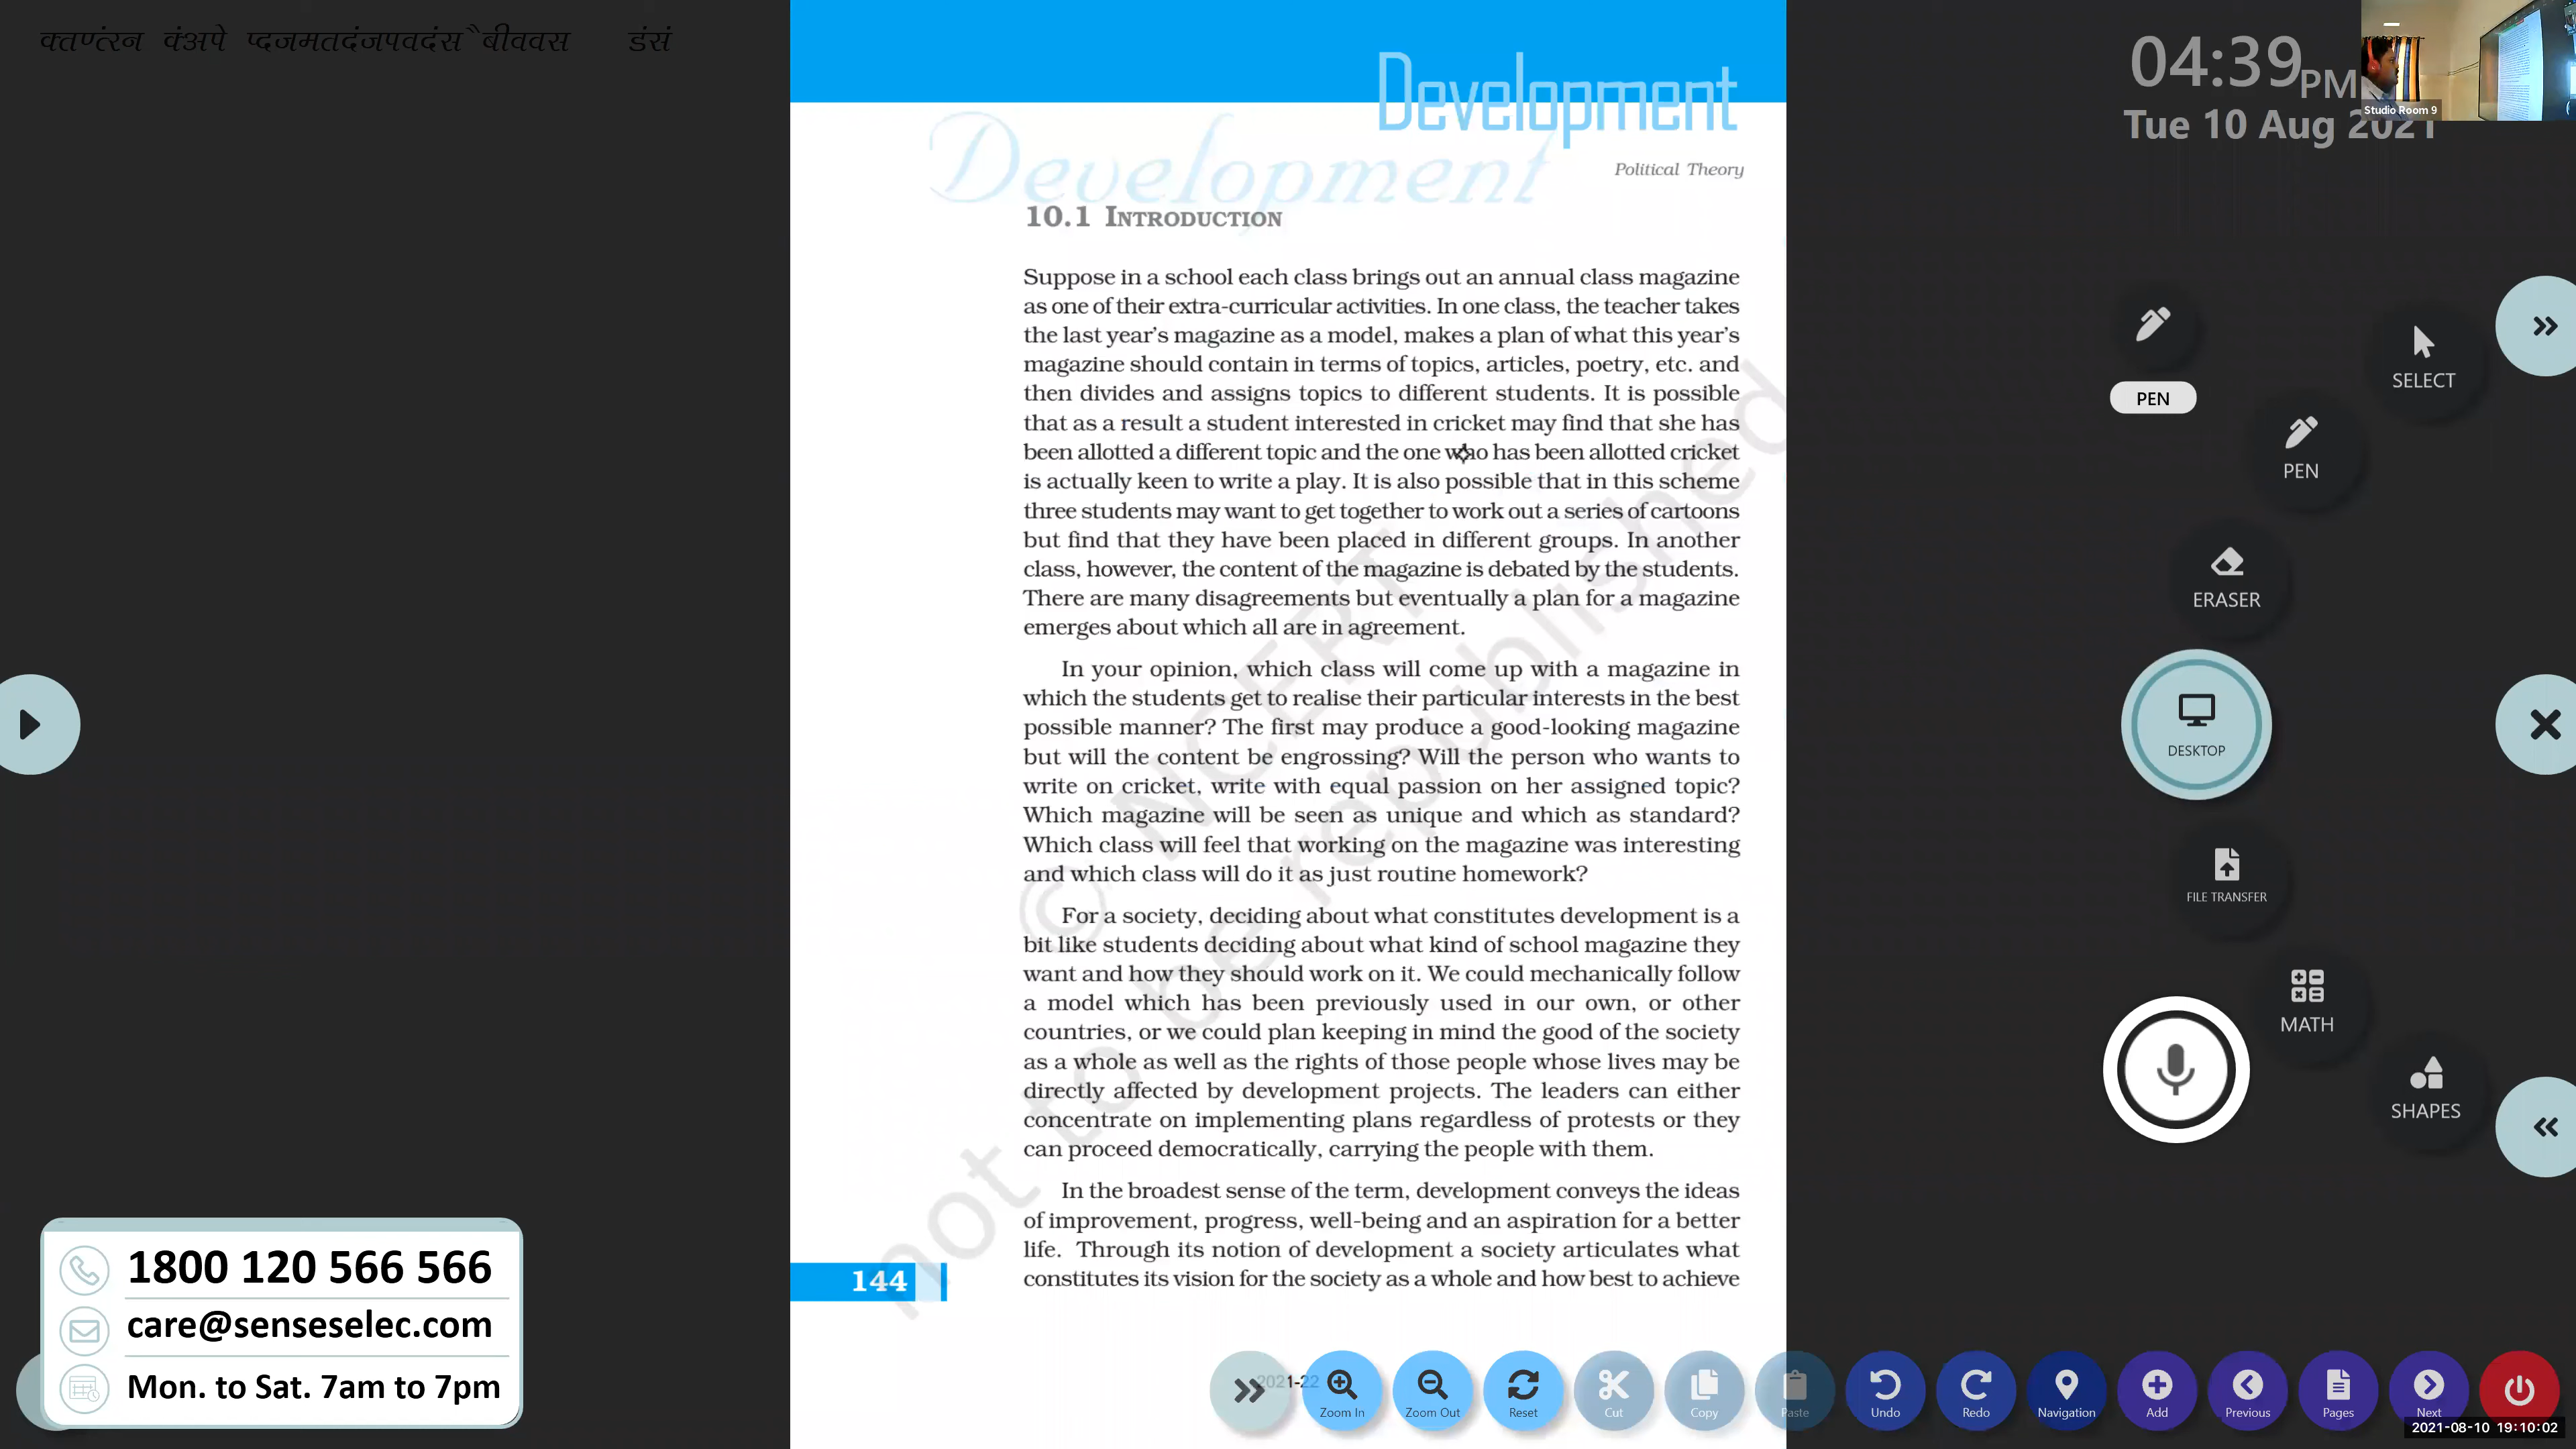 क्तण्त्ंरन क्ंअपे प्दजमतदंजपवदंस ैबीववस डंसं
Development
Development
Political Theory
10.1 INTRODUCTION
Suppose in a school each class brings out an annual class magazine
as one of their extra-curricular activities. In one class, the teacher takes
the last year's magazine as a model, makes a plan of what this year's
magazine should contain in terms of topics, articles, poetry, etc. and
then divides and assigns topics to different students. It is possible
that as a result a student interested in cricket may find that she has
been allotted a different topic and the one who has been allotted cricket
is actually keen to write a play. It is also possible that in this scheme
three students may want to get together to work out a series of cartoons
but find that they have been placed in different groups. In another
class, however, the content of the magazine is debated by the students.
There are many disagreements but eventually a plan for a magazine
emerges about which all are in agreement.
In your opinion, which class will come up with a magazine in
which the students get to realise their particular interests in the best
possible manner? The first may produce a good-looking magazine
but will the content be engrossing? Will the person who wants to
write on cricket, write with equal passion on her assigned topic?
Which magazine will be seen as unique and which as standard?
Which class will feel that working on the magazine was interesting
and which class will do it as just routine homework?
For a society, deciding about what constitutes development is a
bit like students deciding about what kind of school magazine they
want and how they should work on it. We could mechanically follow
a model which has been previously used in our own, or other
countries, or we could plan keeping in mind the good of the society
as a whole as well as the rights of those people whose lives may be
directly affected by development projects. The leaders can either
concentrate on implementing plans regardless of protests or they
can proceed democratically, carrying the people with them.
In the broadest sense of the term, development conveys the ideas
of improvement, progress, well-being and an aspiration for a better
life. Through its notion of development a society articulates what
constitutes its vision for the society as a whole and how best to achieve
144
© NCERT
not to be republished
2021-22
04:39 PM
Tue 10 Aug 2021
Studio Room 9
PEN
SELECT
PEN
ERASER
DESKTOP
FILE TRANSFER
MATH
SHAPES
1800 120 566 566
care@senseselec.com
Mon. to Sat. 7am to 7pm
Zoom In
Zoom Out
Reset
Cut
Copy
Paste
Undo
Redo
Navigation
Add
Previous
Pages
Next
2021-08-10 19:10:02